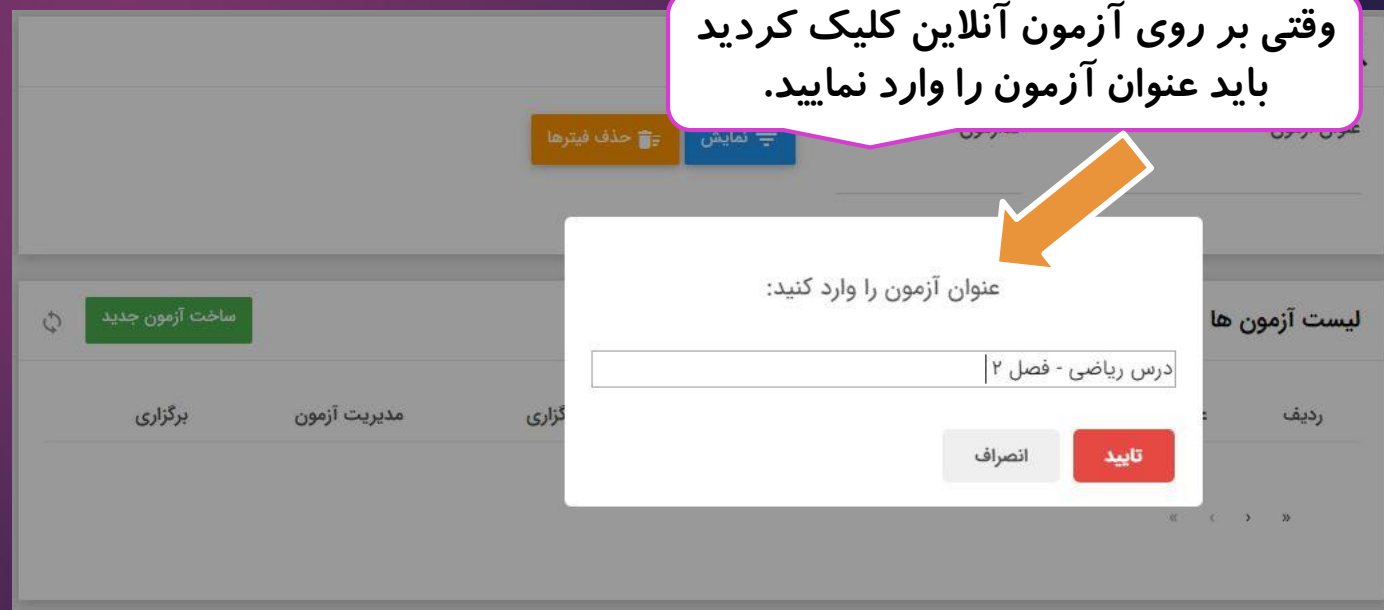 وقتی بر روی آزمون آنلاین کلیک کردید
باید عنوان آزمون را وارد نمایید.
نمایش
حذف فیترها
عنوان آزمون را وارد کنید:
درس ریاضی - فصل ۲
تایید
انصراف
لیست آزمون ها
ساخت آزمون جدید
ردیف
مدیریت آزمون
برگزاری
« ‹ › »